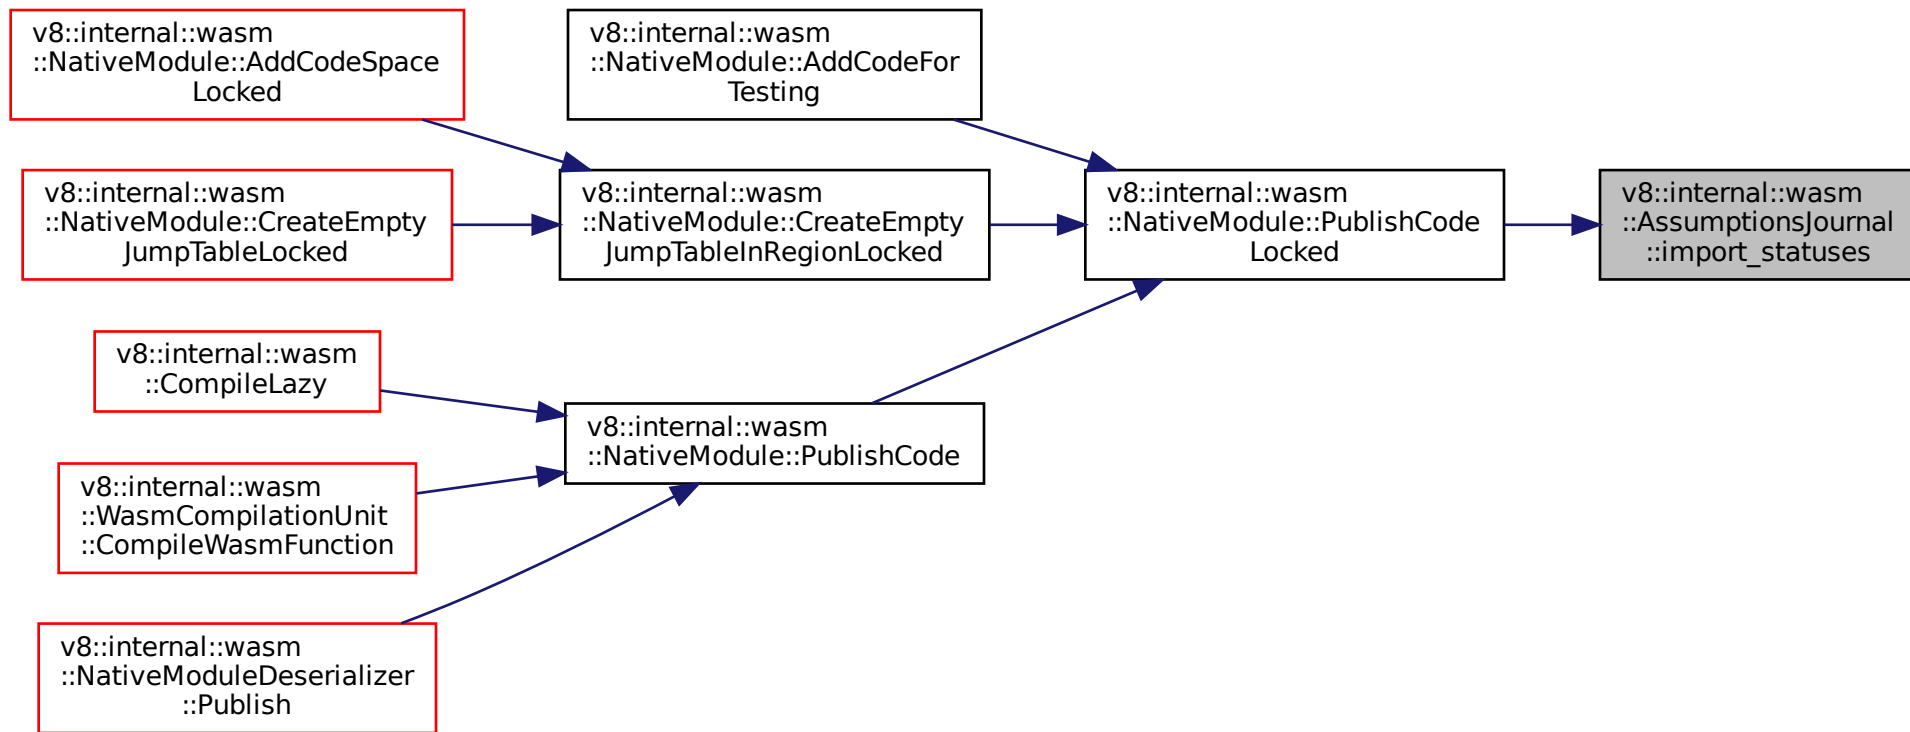 v8::internal::wasm
::NativeModule::AddCodeSpace
Locked
v8::internal::wasm
::NativeModule::AddCodeFor
Testing
v8::internal::wasm
::NativeModule::CreateEmpty
JumpTableLocked
v8::internal::wasm
::NativeModule::CreateEmpty
JumpTableInRegionLocked
v8::internal::wasm
::NativeModule::PublishCode
Locked
v8::internal::wasm
::AssumptionsJournal
::import_statuses
v8::internal::wasm
::CompileLazy
v8::internal::wasm
::NativeModule::PublishCode
v8::internal::wasm
::WasmCompilationUnit
::CompileWasmFunction
v8::internal::wasm
::NativeModuleDeserializer
::Publish